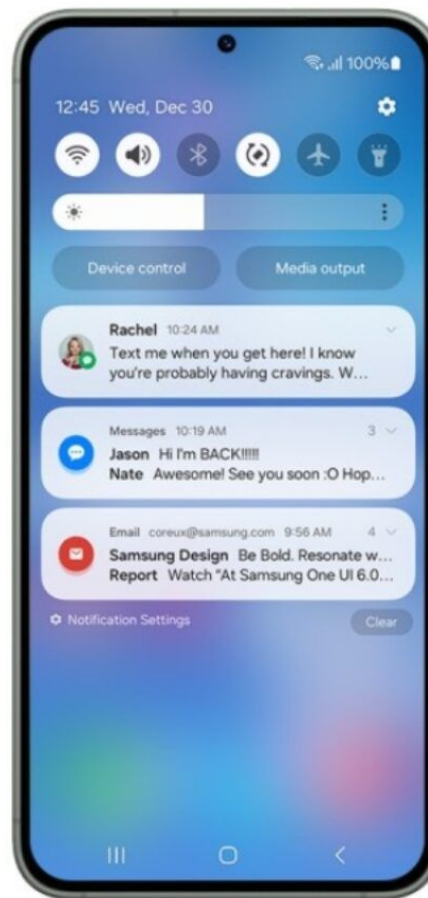 100%
12:45 Wed, Dec 30
Device control
Media output
Rachel 10:24 AM
Text me when you get here! I know
you're probably having cravings. W...
Messages 10:19 AM 3
Jason Hi I'm BACK!!!!!!
Nate Awesome! See you soon :O Hop...
Email coreux@samsung.com 9:56 AM 4
Samsung Design Be Bold. Resonate w...
Report Watch "At Samsung One UI 6.0...
Notification Settings
Clear